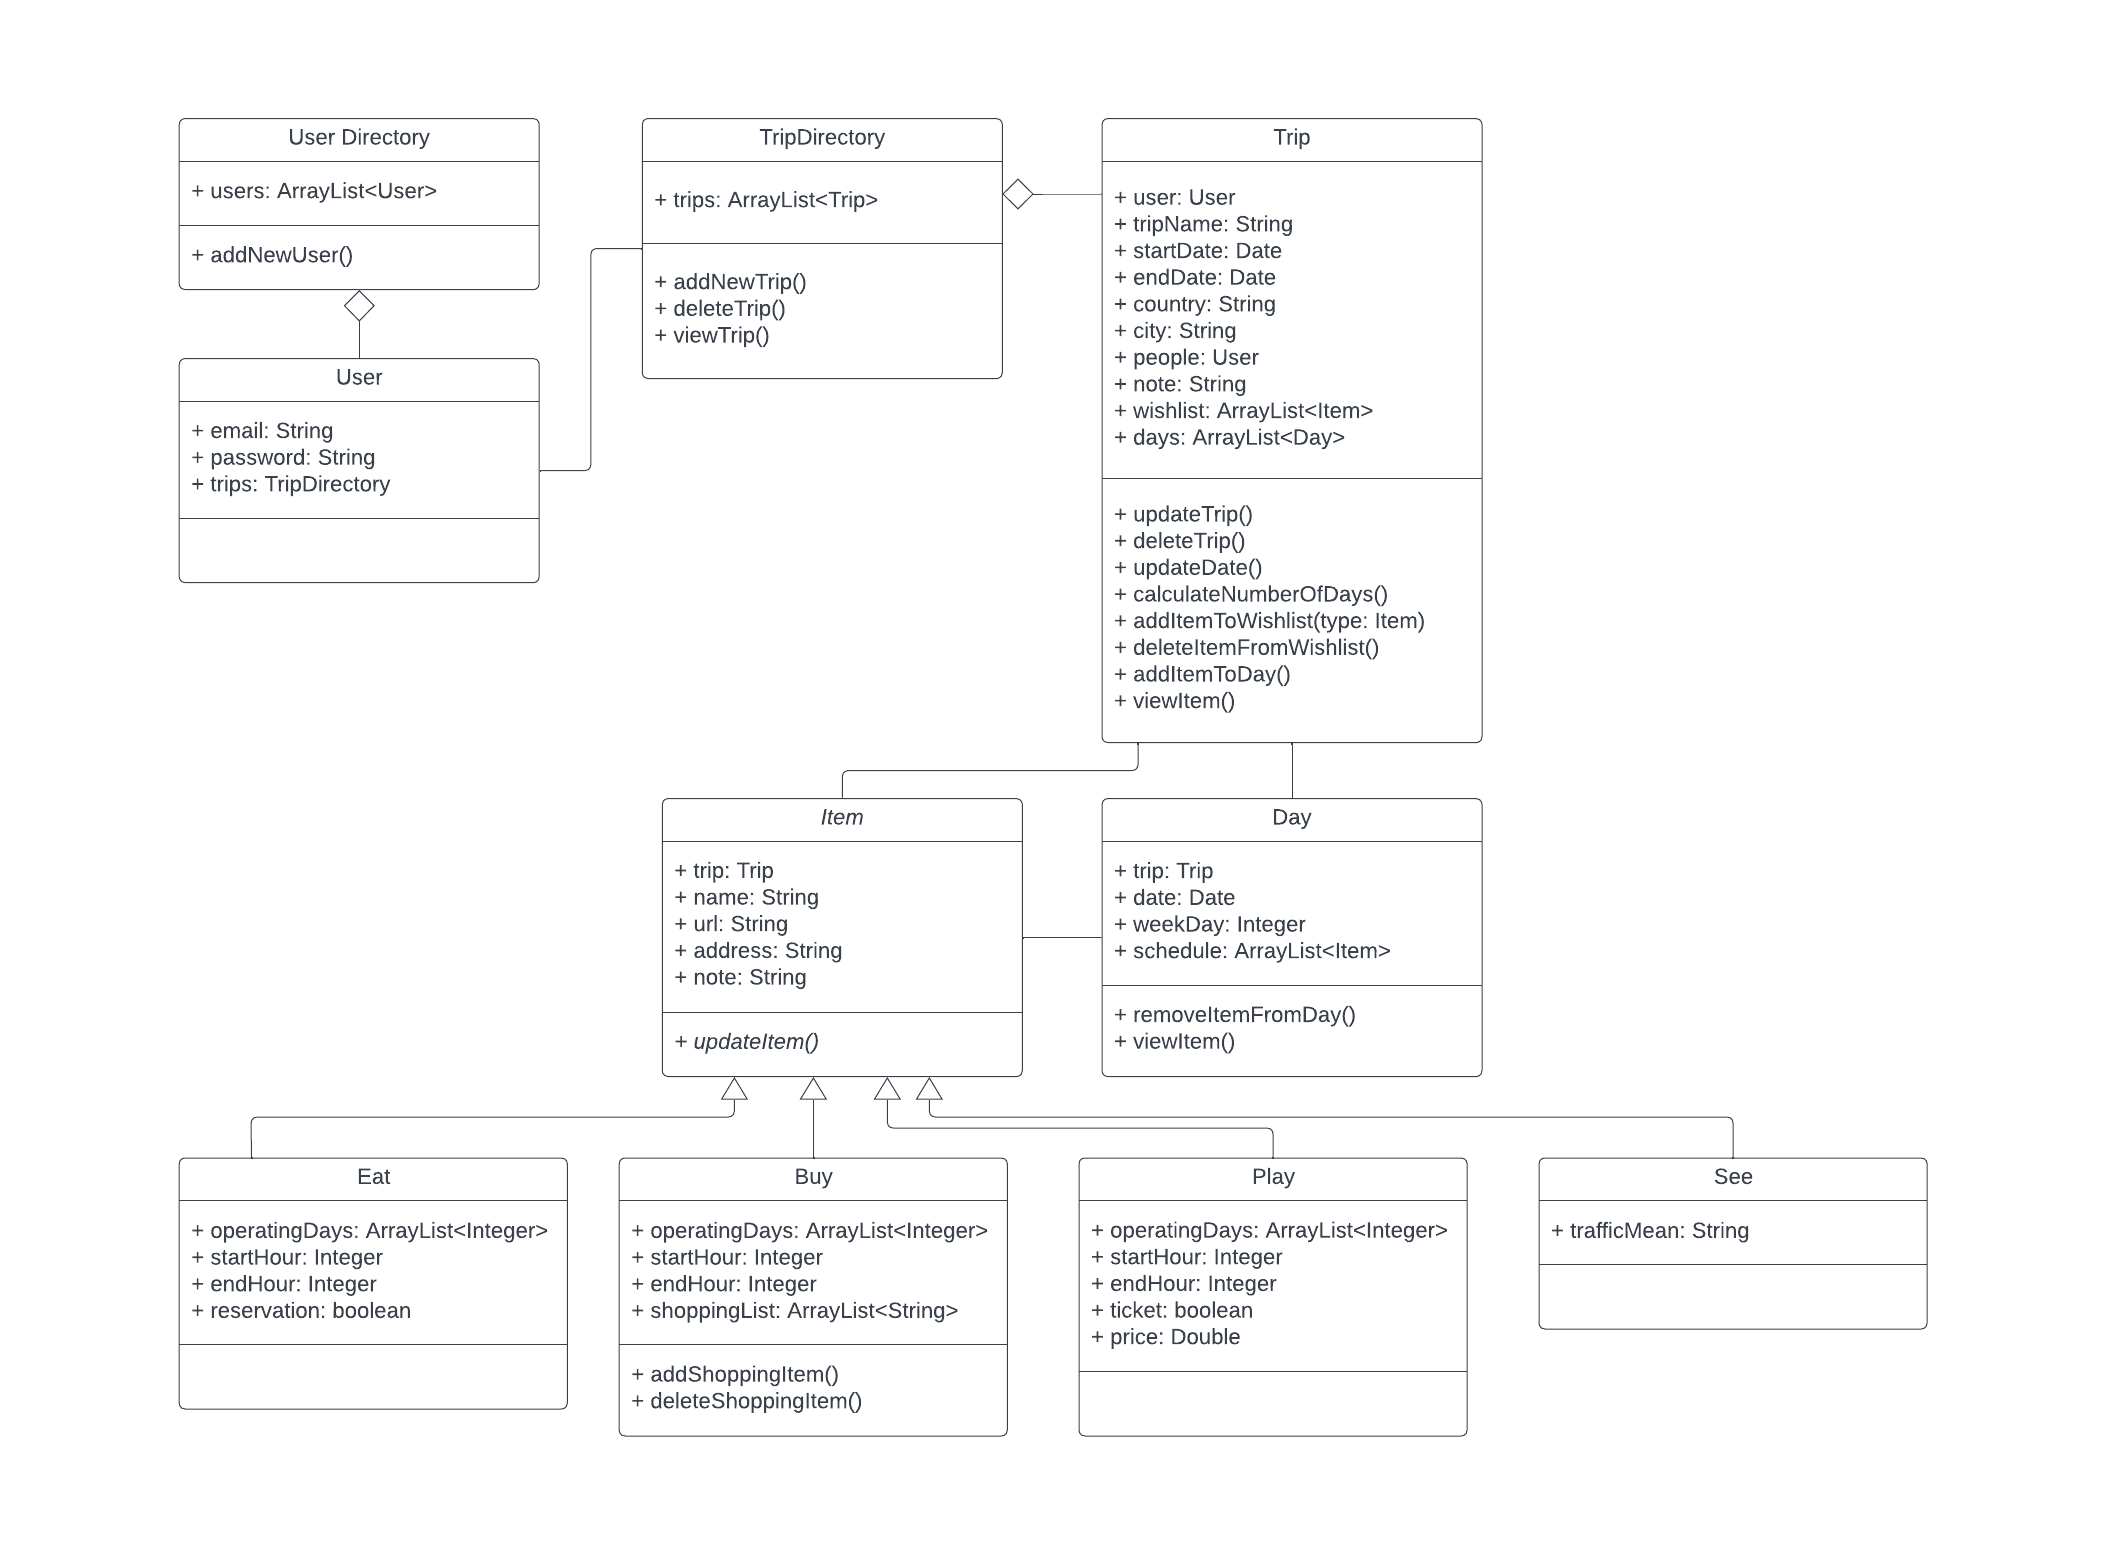 User Directory
+ users: ArrayList<User>
+ addNewUser()
User
+ email: String
+ password: String
+ trips: TripDirectory
TripDirectory
+ trips: ArrayList<Trip>
+ addNewTrip()
+ deleteTrip()
+ viewTrip()
Trip
+ user: User
+ tripName: String
+ startDate: Date
+ endDate: Date
+ country: String
+ city: String
+ people: User
+ note: String
+ wishlist: ArrayList<Item>
+ days: ArrayList<Day>
+ updateTrip()
+ deleteTrip()
+ updateDate()
+ calculateNumberOfDays()
+ addItemToWishlist(type: Item)
+ deleteItemFromWishlist()
+ addItemToDay()
+ viewItem()
Item
+ trip: Trip
+ name: String
+ url: String
+ address: String
+ note: String
+ updateItem()
Day
+ trip: Trip
+ date: Date
+ weekDay: Integer
+ schedule: ArrayList<Item>
+ removeItemFromDay()
+ viewItem()
Eat
+ operatingDays: ArrayList<Integer>
+ startHour: Integer
+ endHour: Integer
+ reservation: boolean
Buy
+ operatingDays: ArrayList<Integer>
+ startHour: Integer
+ endHour: Integer
+ shoppingList: ArrayList<String>
+ addShoppingItem()
+ deleteShoppingItem()
Play
+ operatingDays: ArrayList<Integer>
+ startHour: Integer
+ endHour: Integer
+ ticket: boolean
+ price: Double
See
+ trafficMean: String